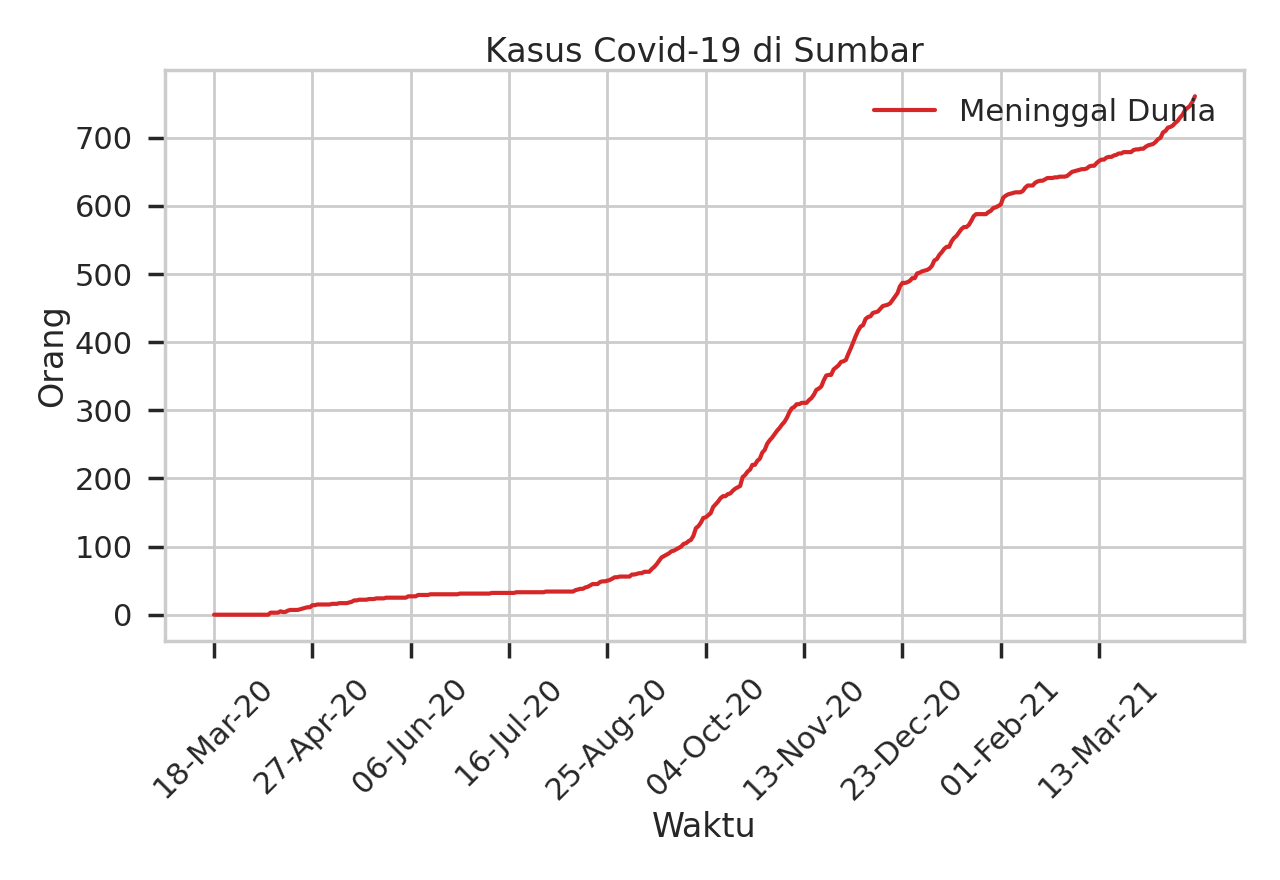 Kasus Covid-19 di Sumbar
Meninggal Dunia
Orang
700
600
500
400
300
200
100
0
18-Mar-20
27-Apr-20
06-Jun-20
16-Jul-20
25-Aug-20
04-Oct-20
13-Nov-20
23-Dec-20
01-Feb-21
13-Mar-21
Waktu